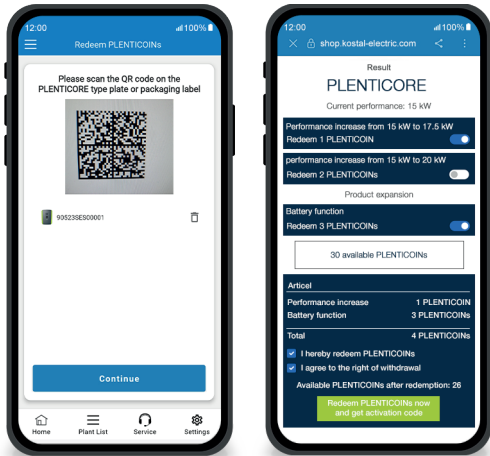 12:00
100%
Redeem PLENTICOINs
Please scan the QR code on the
PLENTICORE type plate or packaging label
90523SES00001
Continue
Home
Plant List
Service
Settings
12:00
100%
shop.kostal-electric.com
Result
PLENTICORE
Current performance: 15 kW
Performance increase from 15 kW to 17.5 kW
Redeem 1 PLENTICOIN
performance increase from 15 kW to 20 kW
Redeem 2 PLENTICOINs
Product expansion
Battery function
Redeem 3 PLENTICOINs
30 available PLENTICOINs
Articel
Performance increase 1 PLENTICOIN
Battery function 3 PLENTICOINs
Total 4 PLENTICOINs
I hereby redeem PLENTICOINs
I agree to the right of withdrawal
Available PLENTICOINs after redemption: 26
Redeem PLENTICOINs now
and get activation code